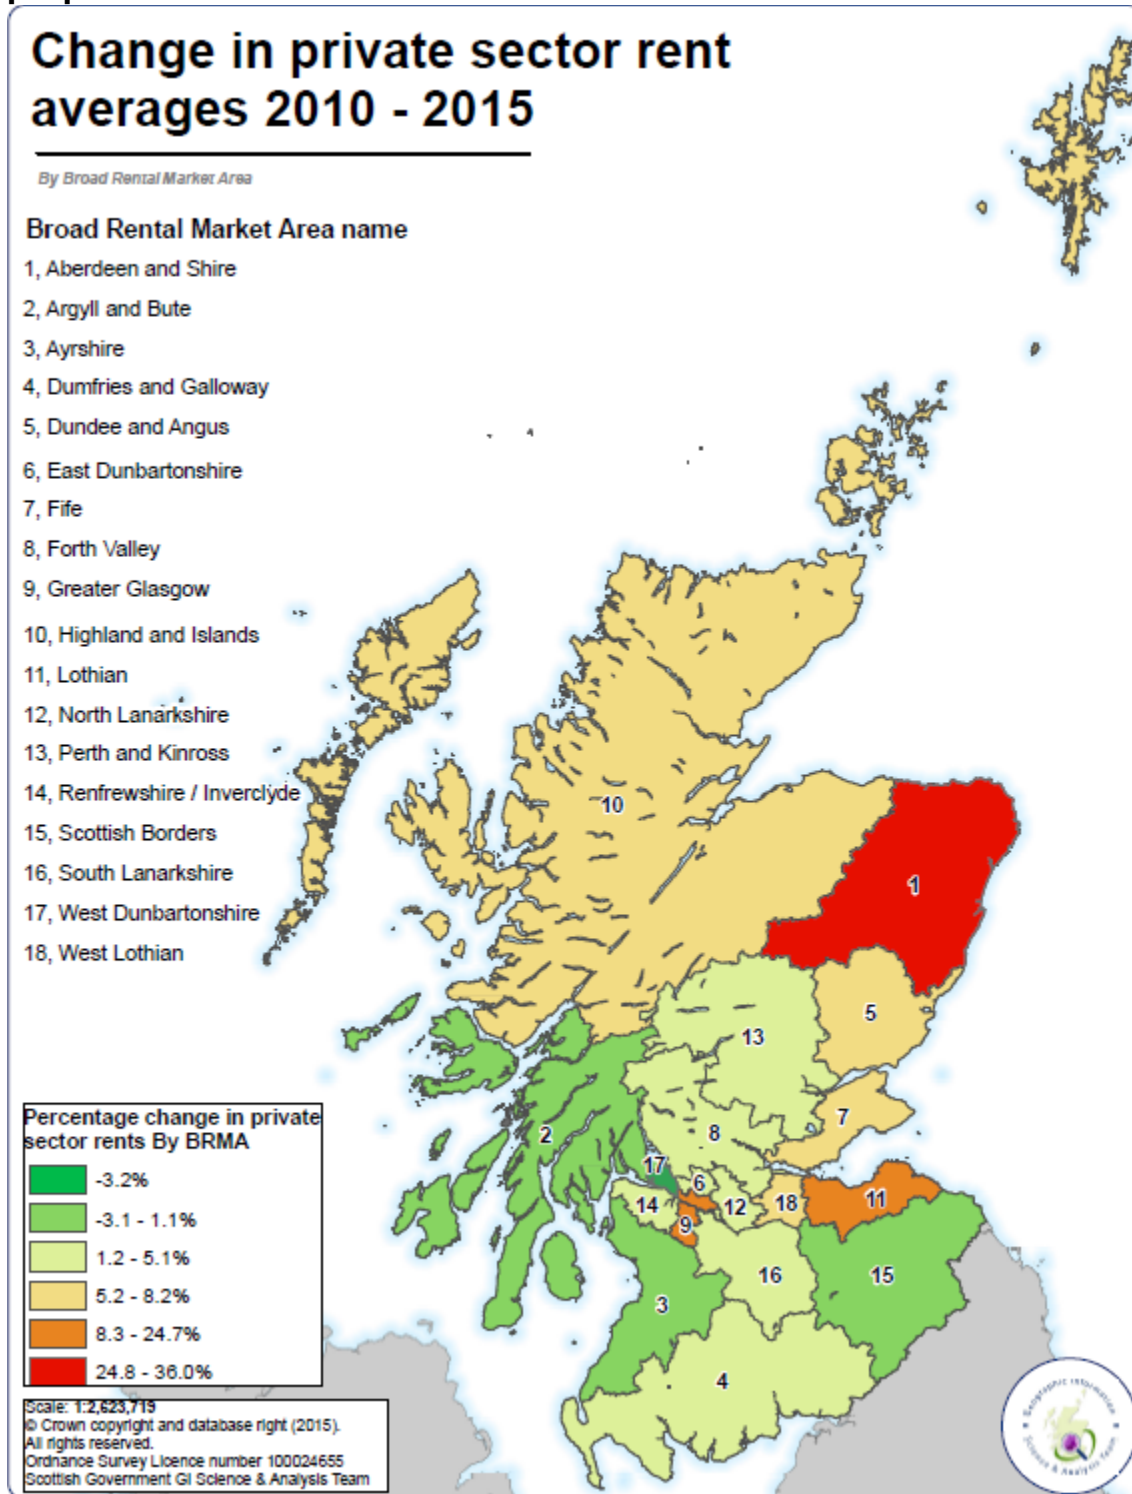 Change in private sector rent
averages 2010 - 2015
By Broad Rental Market Area
Broad Rental Market Area name
1, Aberdeen and Shire
2, Argyll and Bute
3, Ayrshire
4, Dumfries and Galloway
5, Dundee and Angus
6, East Dunbartonshire
7, Fife
8, Forth Valley
9, Greater Glasgow
10, Highland and Islands
11, Lothian
12, North Lanarkshire
13, Perth and Kinross
14, Renfrewshire / Inverclyde
15, Scottish Borders
16, South Lanarkshire
17, West Dunbartonshire
18, West Lothian
10
1
5
13
7
2
8
17
6
14
12
18
11
9
16
15
3
4
Percentage change in private
sector rents By BRMA
-3.2%
-3.1 - 1.1%
1.2 - 5.1%
5.2 - 8.2%
8.3 - 24.7%
24.8 - 36.0%
Scale: 1:2,623,719
© Crown copyright and database right (2015).
All rights reserved.
Ordnance Survey Licence number 100024655
Scottish Government GI Science & Analysis Team
Geographic Information
Science & Analysis Team